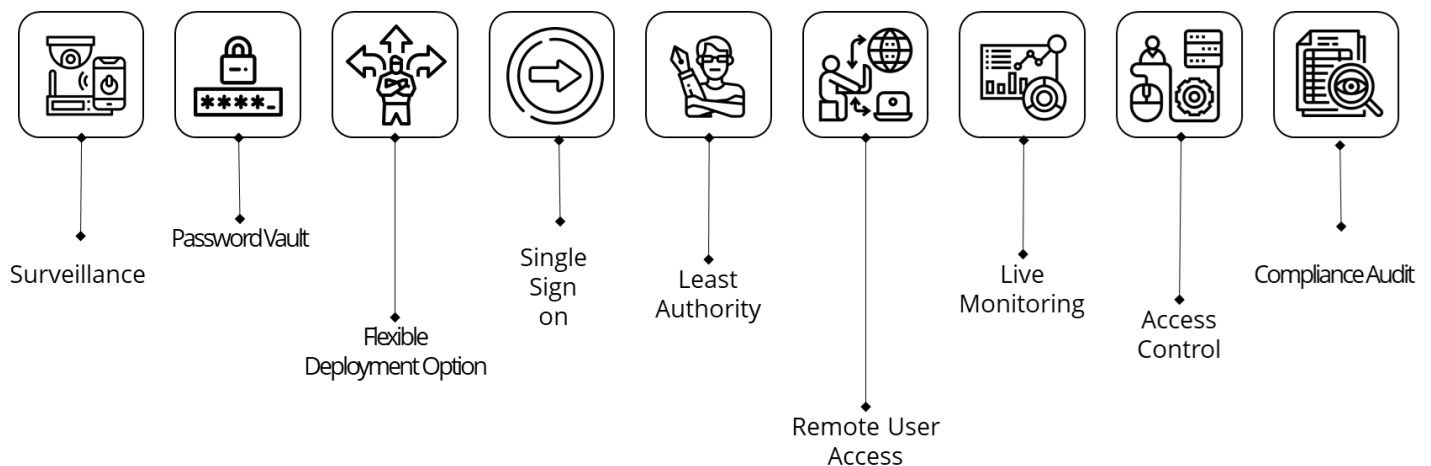 Surveillance
Password Vault
Flexible
Deployment Option
Single
Sign
on
Least
Authority
Remote User
Access
Live
Monitoring
Access
Control
Compliance Audit